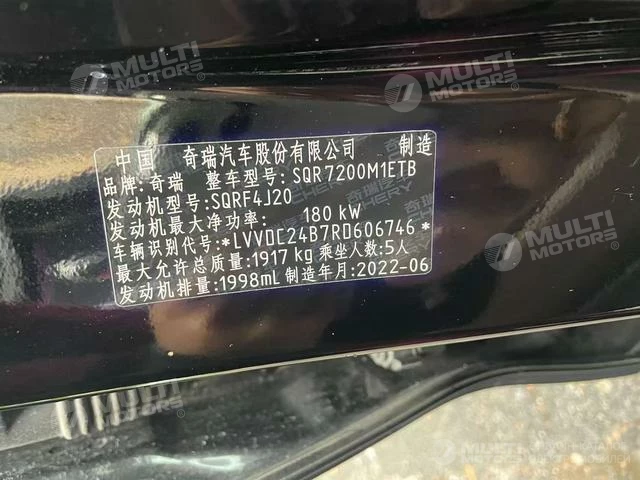 MULTI MOTORS
MULTI MOTORS
中国 奇瑞汽车股份有限公司 制造
品牌: 奇瑞 整车型号: SQR7200M1ETB
发动机型号: SQRF4J20
发动机最大净功率: 180 kW
车辆识别代号: *LVVDC24B7RD606746*
最大允许总质量: 1917 kg 乘坐人数: 5人
发动机排量: 1998mL 制造年月: 2022-06
MULTI MOTORS
MULTI MOTORS
MULTI